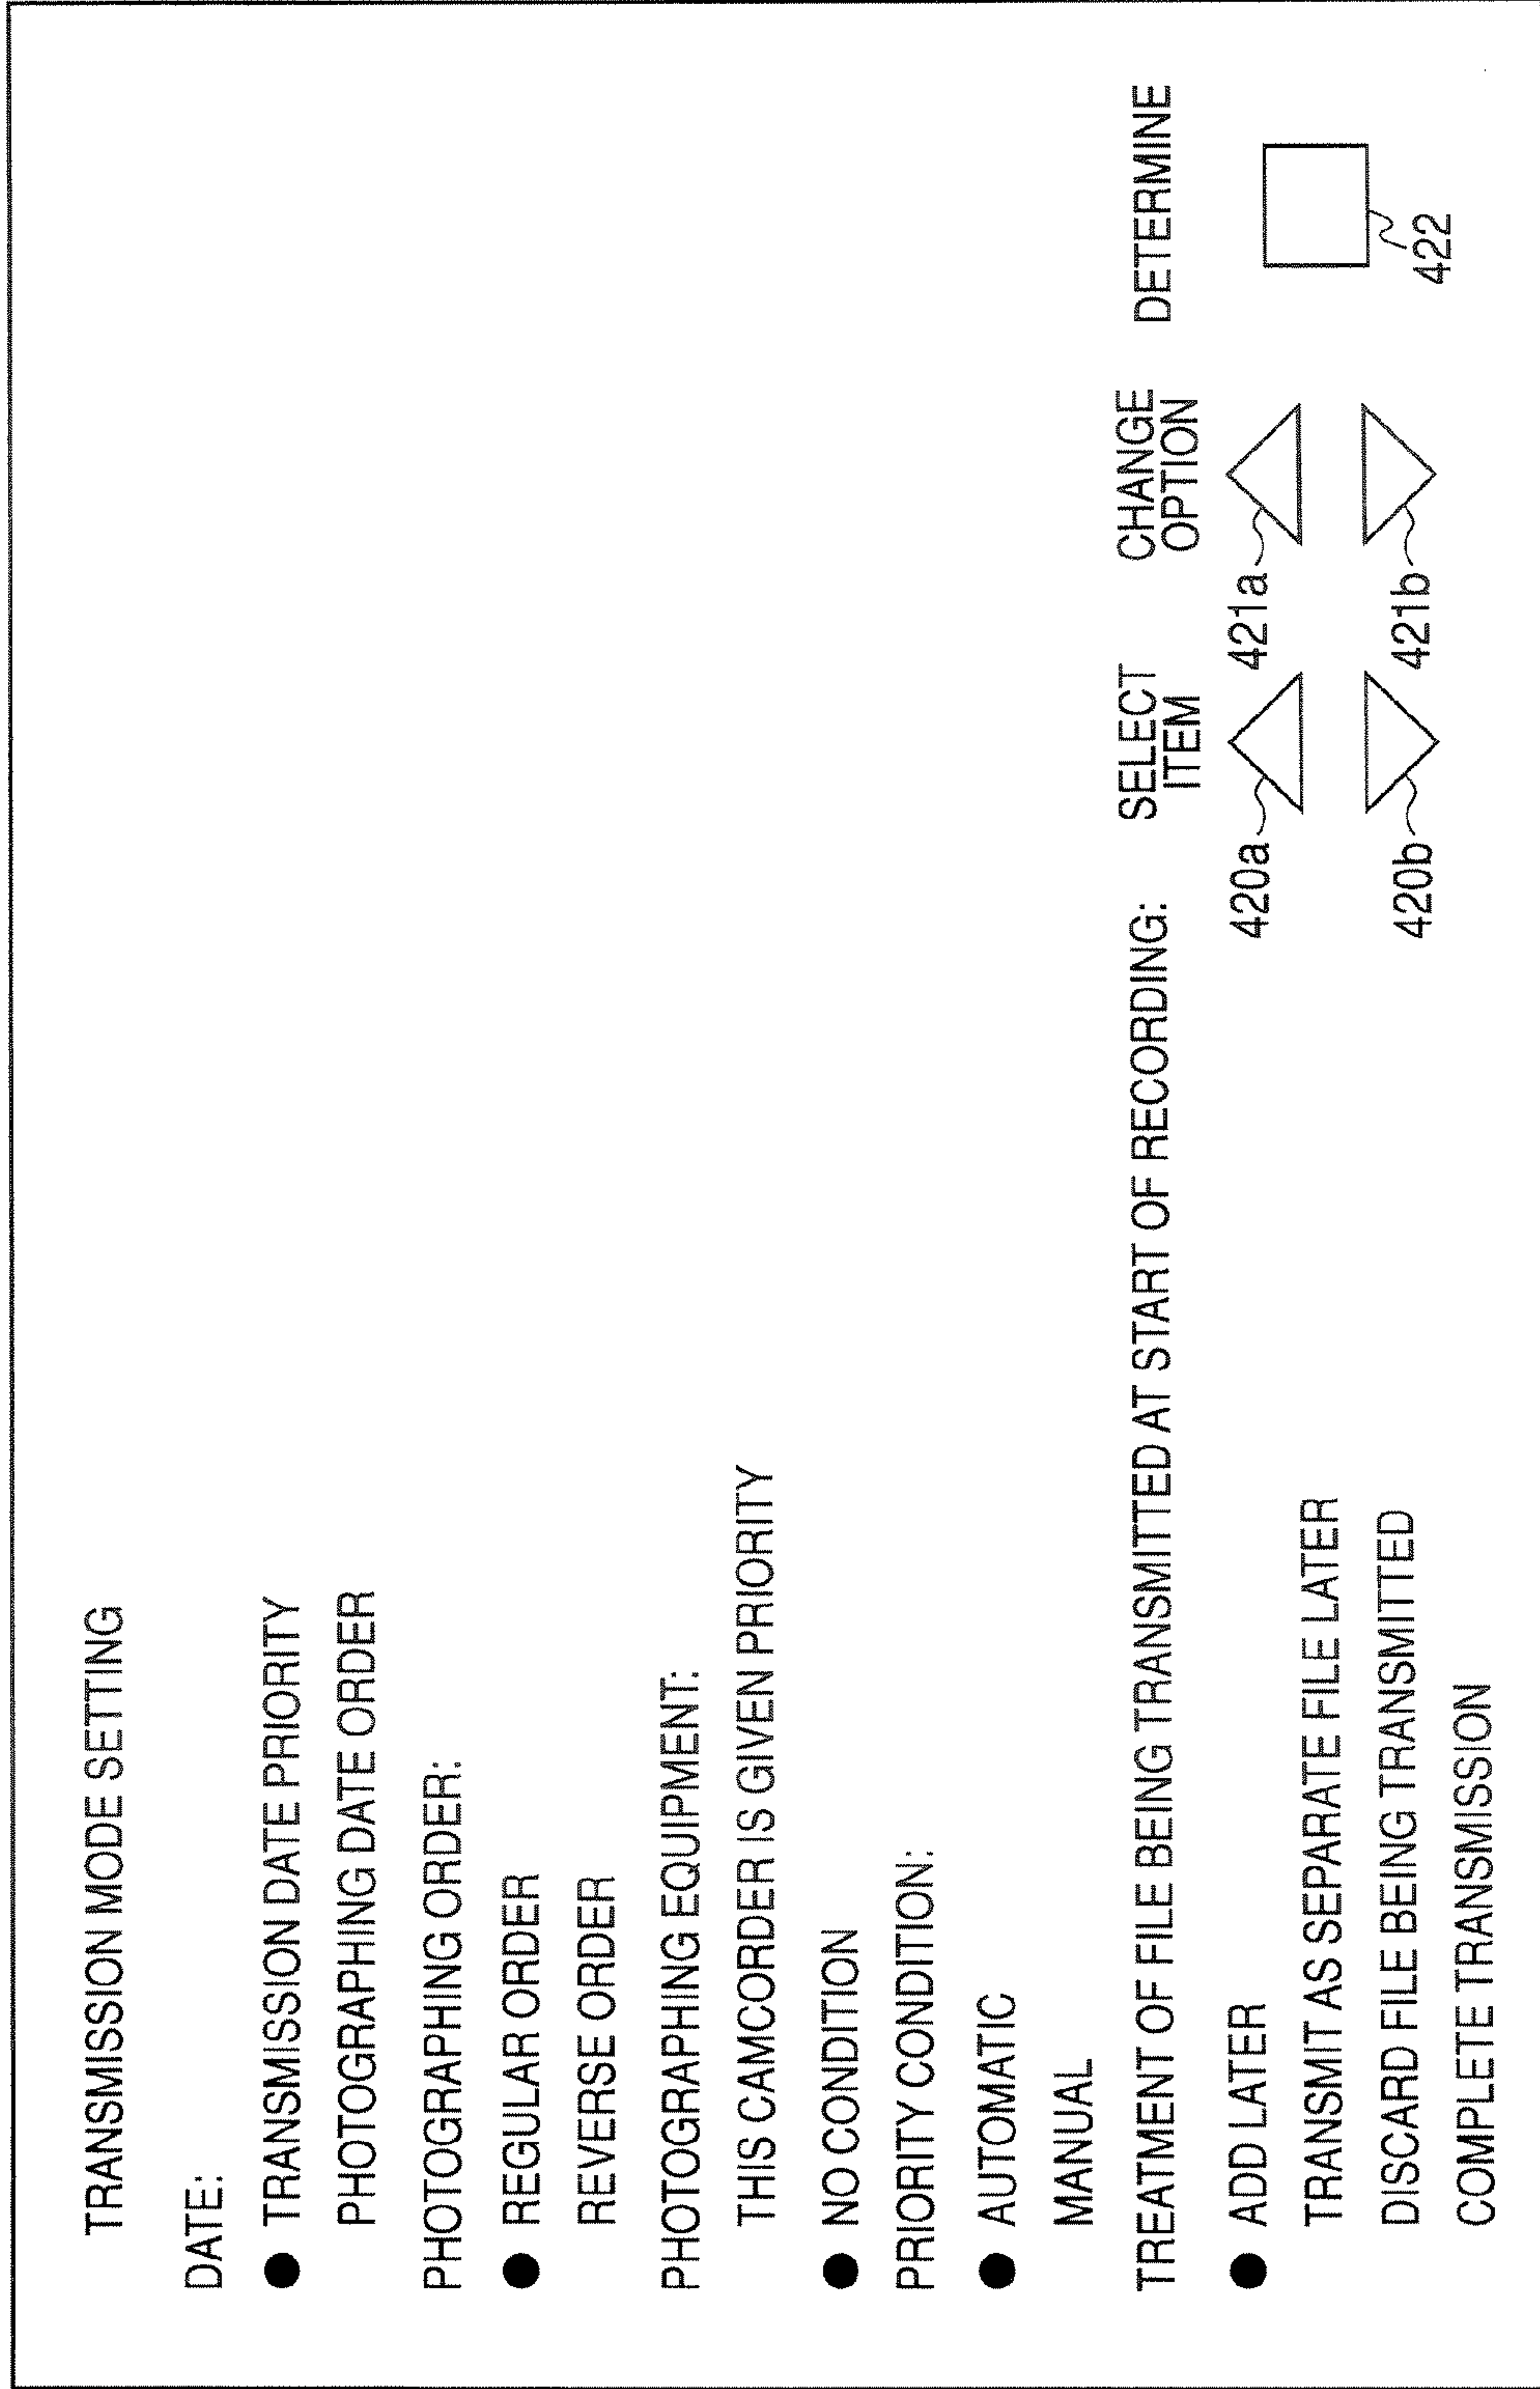 TRANSMISSION MODE SETTING
DATE:
● TRANSMISSION DATE PRIORITY
PHOTOGRAPHING DATE ORDER
PHOTOGRAPHING ORDER:
● REGULAR ORDER
REVERSE ORDER
PHOTOGRAPHING EQUIPMENT:
THIS CAMCORDER IS GIVEN PRIORITY
● NO CONDITION
PRIORITY CONDITION:
● AUTOMATIC
MANUAL
TREATMENT OF FILE BEING TRANSMITTED AT START OF RECORDING:
● ADD LATER
TRANSMIT AS SEPARATE FILE LATER
DISCARD FILE BEING TRANSMITTED
COMPLETE TRANSMISSION
SELECT
ITEM
420a
420b
CHANGE
OPTION
421a
421b
DETERMINE
422